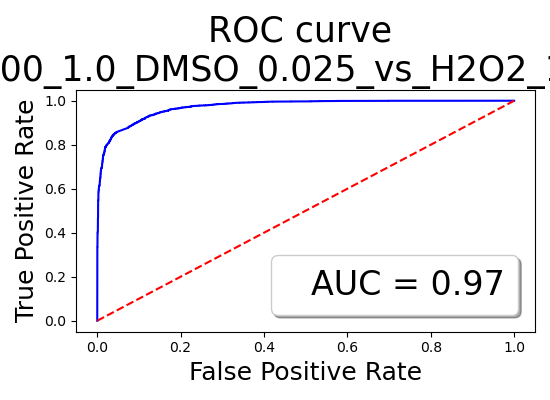 ROC curve
00_1.0_DMSO_0.025_vs_H2O2_
True Positive Rate
1.0
0.8
0.6
0.4
0.2
0.0
AUC = 0.97
0.0 0.2 0.4 0.6 0.8 1.0
False Positive Rate